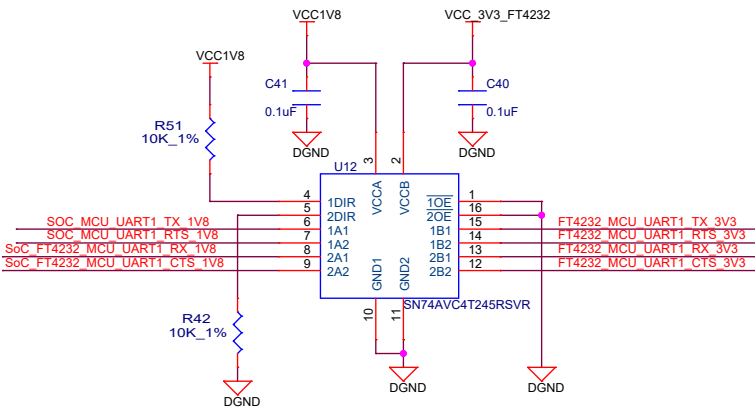 VCC1V8
VCC_3V3_FT4232
VCC1V8
C41
0.1uF
C40
0.1uF
R51
10K_1%
DGND
DGND
U12
3
2
VCCA
VCCB
4
1DIR
1OE
1
5
2DIR
2OE
16
SOC_MCU_UART1_TX_1V8
6
1A1
1B1
15
FT4232_MCU_UART1_TX_3V3
SOC_MCU_UART1_RTS_1V8
7
1A2
1B2
14
FT4232_MCU_UART1_RTS_3V3
SoC_FT4232_MCU_UART1_RX_1V8
8
2A1
2B1
13
FT4232_MCU_UART1_RX_3V3
SoC_FT4232_MCU_UART1_CTS_1V8
9
2A2
2B2
12
FT4232_MCU_UART1_CTS_3V3
GND1
GND2
SN74AVC4T245RSVR
10
11
R42
10K_1%
DGND
DGND
DGND